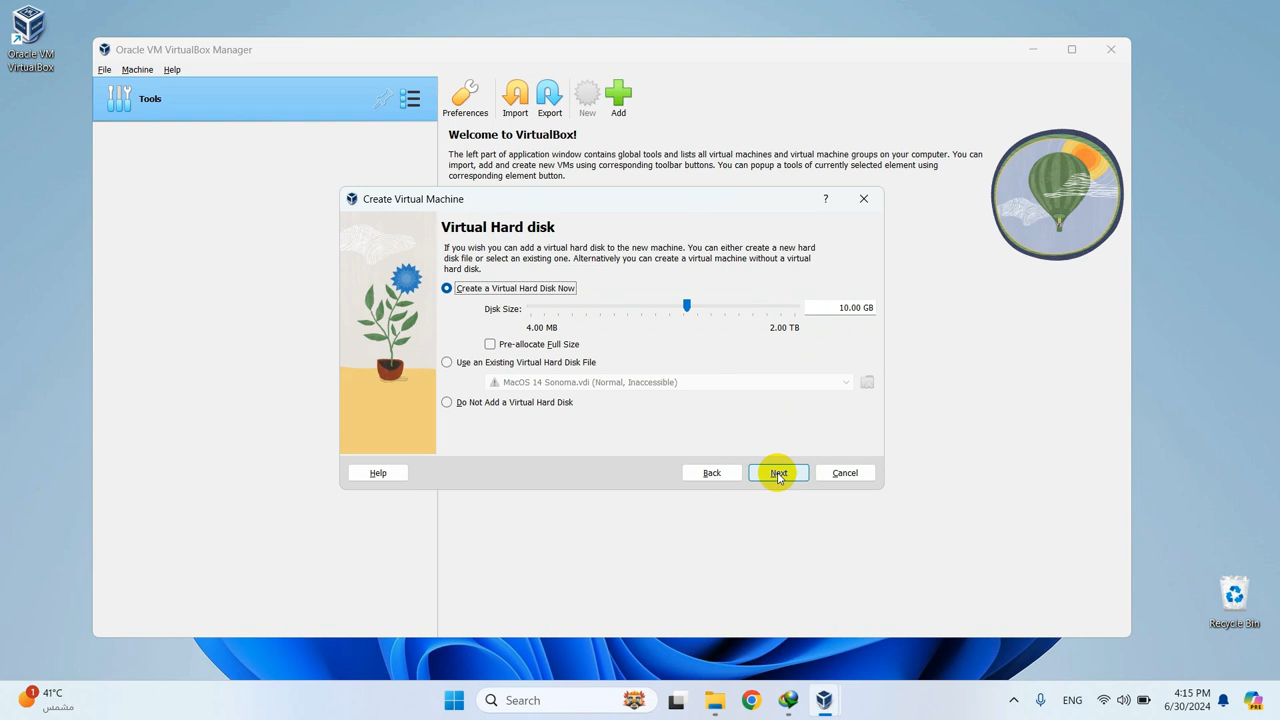 Oracle VM
VirtualBox
Oracle VM VirtualBox Manager
File Machine Help
Tools
Preferences Import Export New Add
Welcome to VirtualBox!
The left part of application window contains global tools and lists all virtual machines and virtual machine groups on your computer. You can
import, add and create new VMs using corresponding toolbar buttons. You can popup a tools of currently selected element using
corresponding element button.
Create Virtual Machine
?
Virtual Hard disk
If you wish you can add a virtual hard disk to the new machine. You can either create a new hard
disk file or select an existing one. Alternatively you can create a virtual machine without a virtual
hard disk.
Create a Virtual Hard Disk Now
Disk Size:
10.00 GB
4.00 MB 2.00 TB
Pre-allocate Full Size
Use an Existing Virtual Hard Disk File
MacOS 14 Sonoma.vdi (Normal, Inaccessible)
Do Not Add a Virtual Hard Disk
Help Back Next Cancel
Recycle Bin
1
41°C
مشمس
Search
ENG
4:15 PM
6/30/2024
PRE